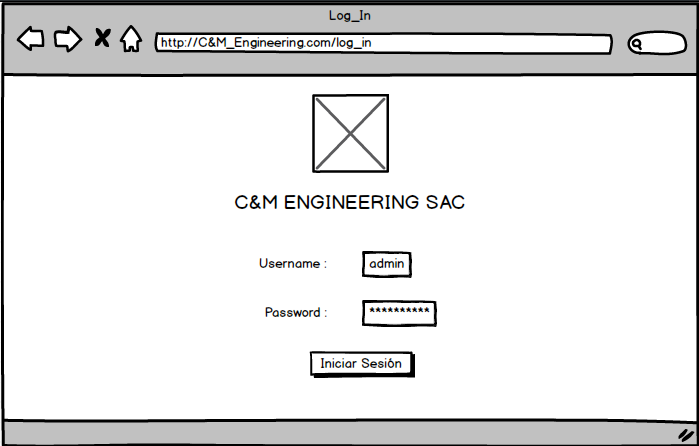 Log_In
http://C&M_Engineering.com/log_in
C&M ENGINEERING SAC
Username : admin
Password : **********
Iniciar Sesión